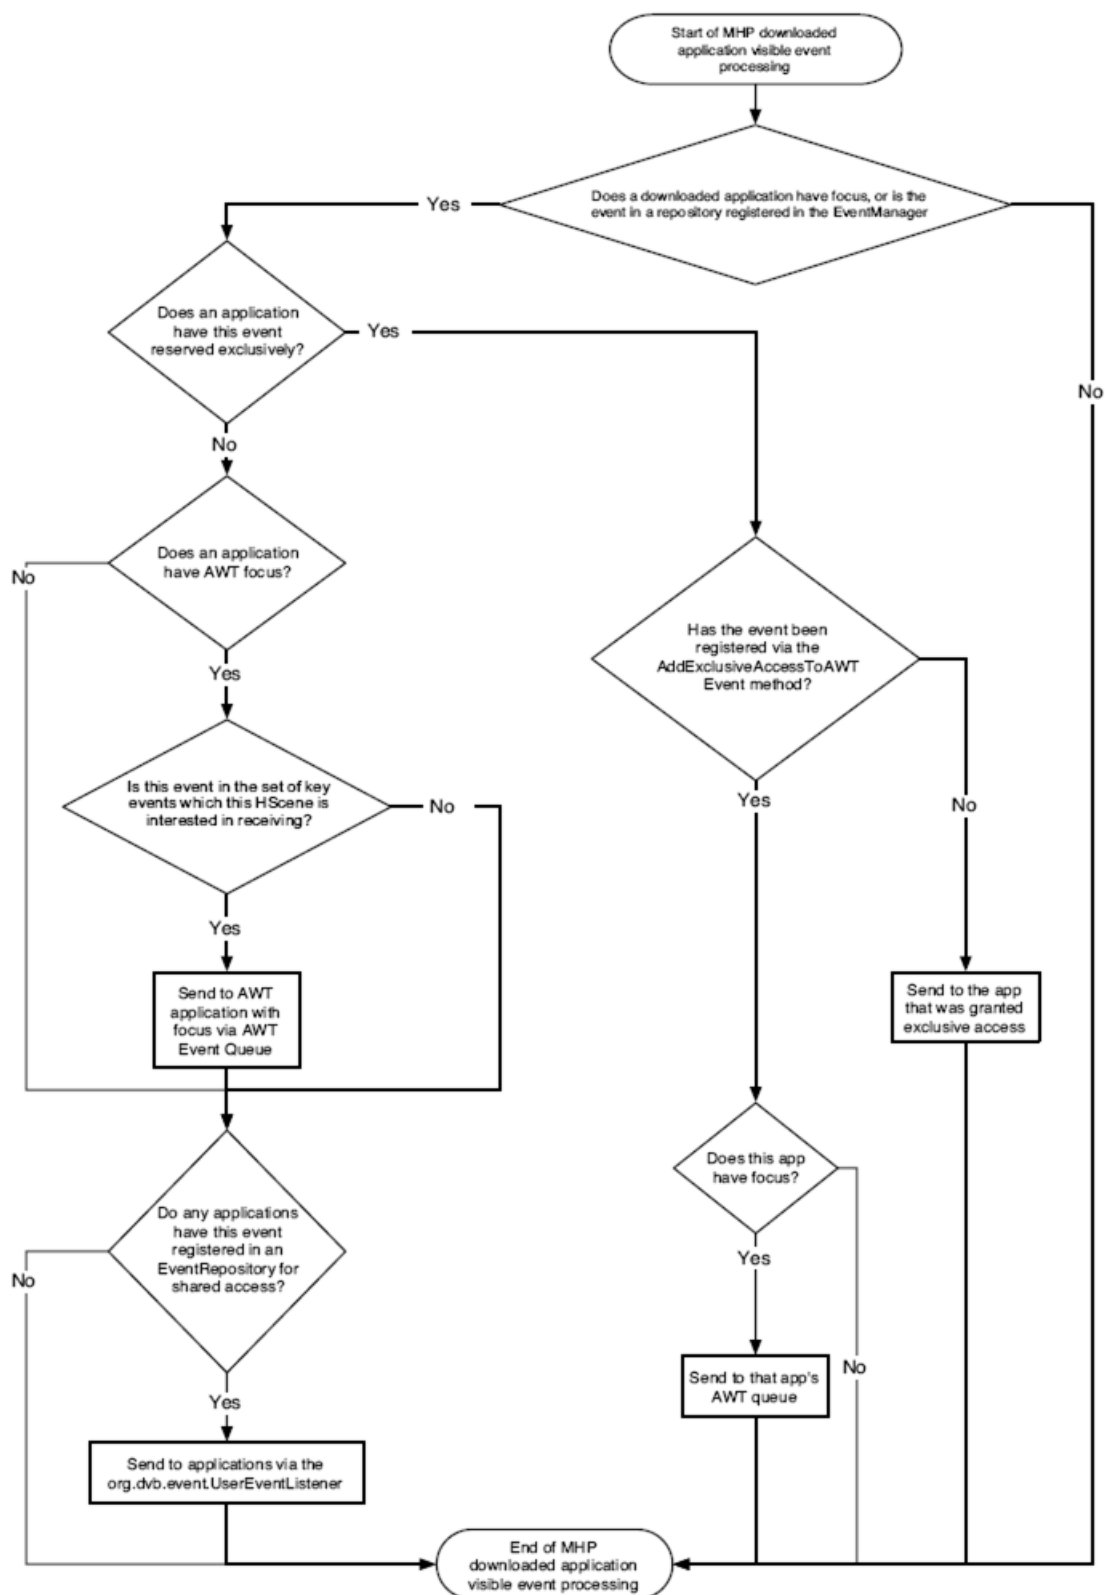 Start of MHP downloaded
application visible event
processing
Does a downloaded application have focus, or is the
event in a repository registered in the EventManager
Yes
No
Does an application
have this event
reserved exclusively?
Yes
No
Does an application
have AWT focus?
No
Yes
Has the event been
registered via the
AddExclusiveAccessToAWT
Event method?
Yes
No
Is this event in the set of key
events which this HScene is
interested in receiving?
No
Yes
Send to AWT
application with
focus via AWT
Event Queue
Send to the app
that was granted
exclusive access
Does this app
have focus?
Yes
No
Do any applications
have this event
registered in an
EventRepository for
shared access?
No
Yes
Send to that app's
AWT queue
Send to applications via the
org.dvb.event.UserEventListener
End of MHP
downloaded application
visible event processing